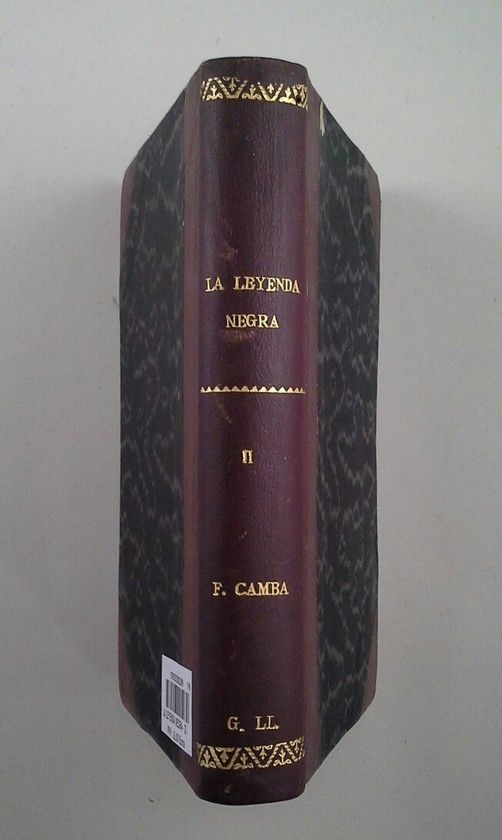 LA LEYENDA
NEGRA
II
F. CAMBA
G. LL.